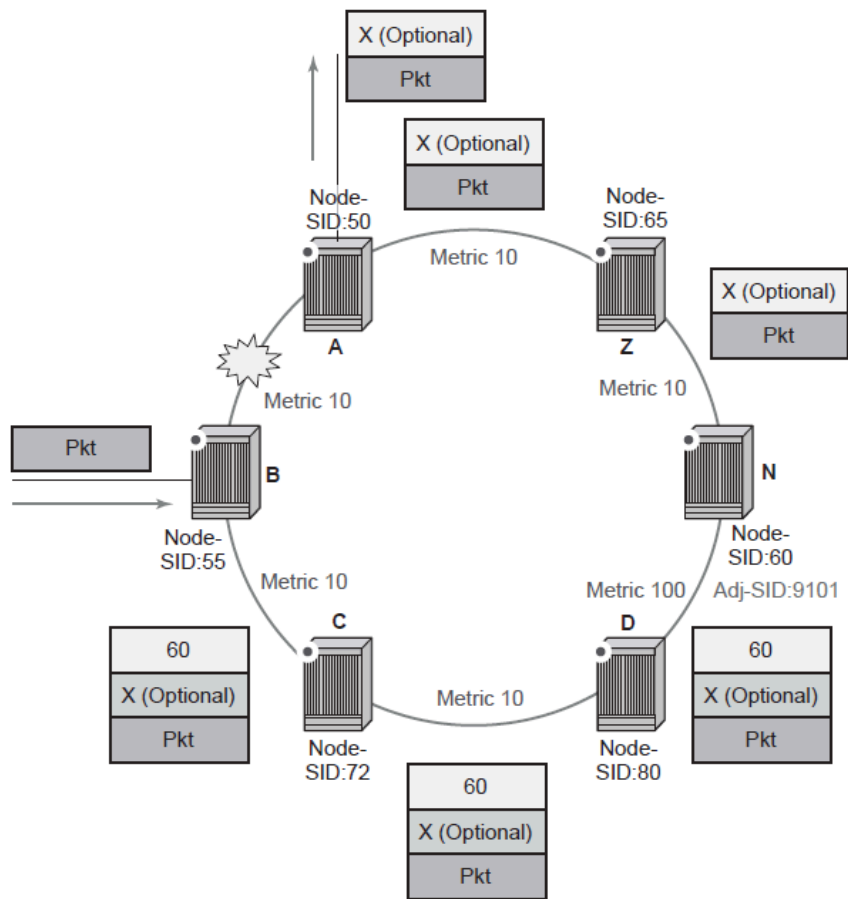 X (Optional)
Pkt
X (Optional)
Pkt
Node-
SID:50
Node-
SID:65
Metric 10
A
Z
X (Optional)
Pkt
Metric 10
Metric 10
Pkt
B
N
Node-
SID:55
Node-
SID:60
Metric 10
Metric 100
Adj-SID:9101
C
D
60
X (Optional)
Pkt
Metric 10
60
X (Optional)
Pkt
Node-
SID:72
Node-
SID:80
60
X (Optional)
Pkt